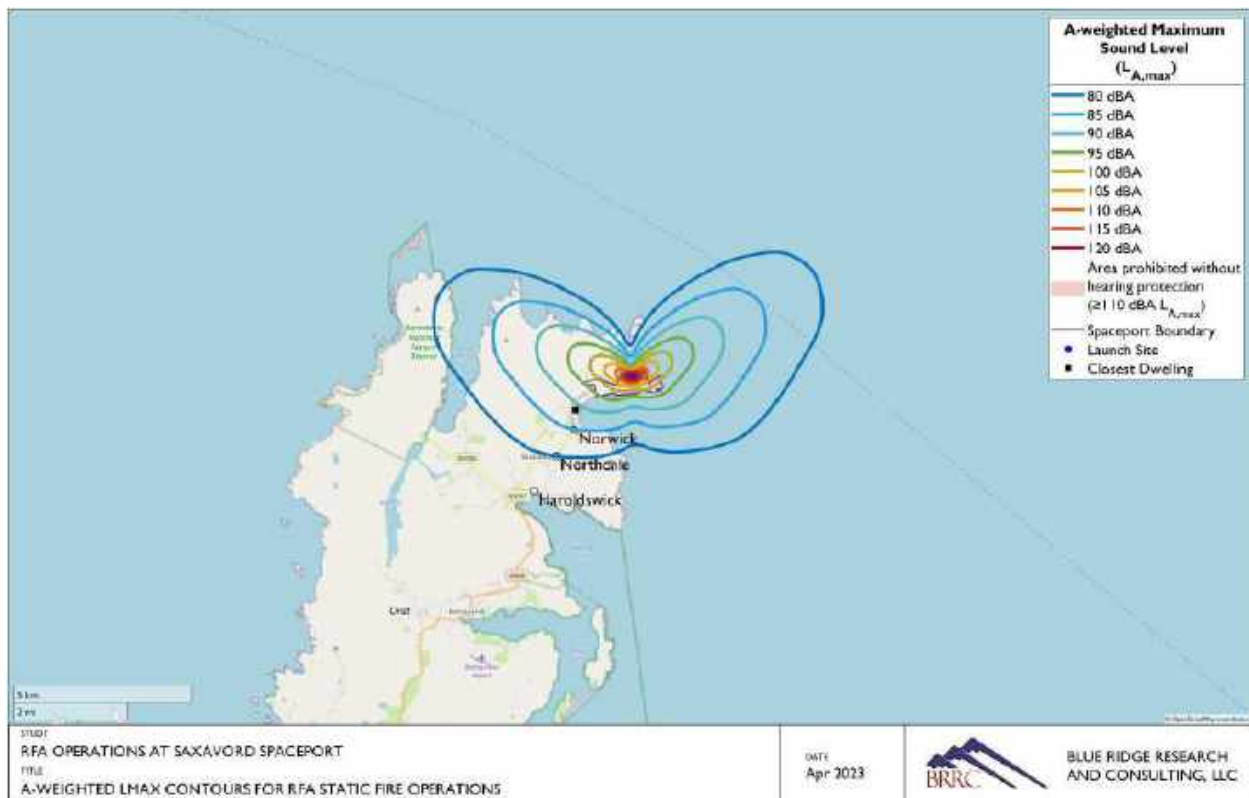 A-weighted Maximum
Sound Level
(L_A,max)
80 dBA
85 dBA
90 dBA
95 dBA
100 dBA
105 dBA
110 dBA
115 dBA
120 dBA
Area prohibited without
hearing protection
(≥110 dBA L_A,max)
Spaceport Boundary
Launch Site
Closest Dwelling
Norwick
Northdale
Haroldswick
Unst
5 km
2 mi
STUDY
RFA OPERATIONS AT SAXAVORD SPACEPORT
TITLE
A-WEIGHTED LMAX CONTOURS FOR RFA STATIC FIRE OPERATIONS
DATE
Apr 2023
BRRC
BLUE RIDGE RESEARCH
AND CONSULTING, LLC